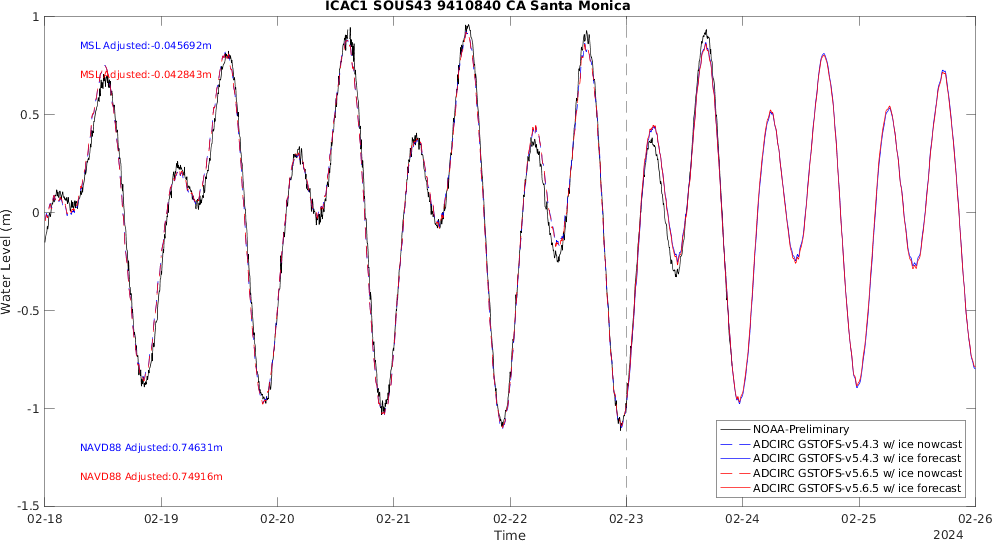 ICAC1 SOUS43 9410840 CA Santa Monica
MSL Adjusted:-0.045692m
MSL Adjusted:-0.042843m
NAVD88 Adjusted:0.74631m
NAVD88 Adjusted:0.74916m
Water Level (m)
1
0.5
0
-0.5
-1
-1.5
NOAA-Preliminary
ADCIRC GSTOFS-v5.4.3 w/ ice nowcast
ADCIRC GSTOFS-v5.4.3 w/ ice forecast
ADCIRC GSTOFS-v5.6.5 w/ ice nowcast
ADCIRC GSTOFS-v5.6.5 w/ ice forecast
02-18 02-19 02-20 02-21 02-22 02-23 02-24 02-25 02-26
Time
2024